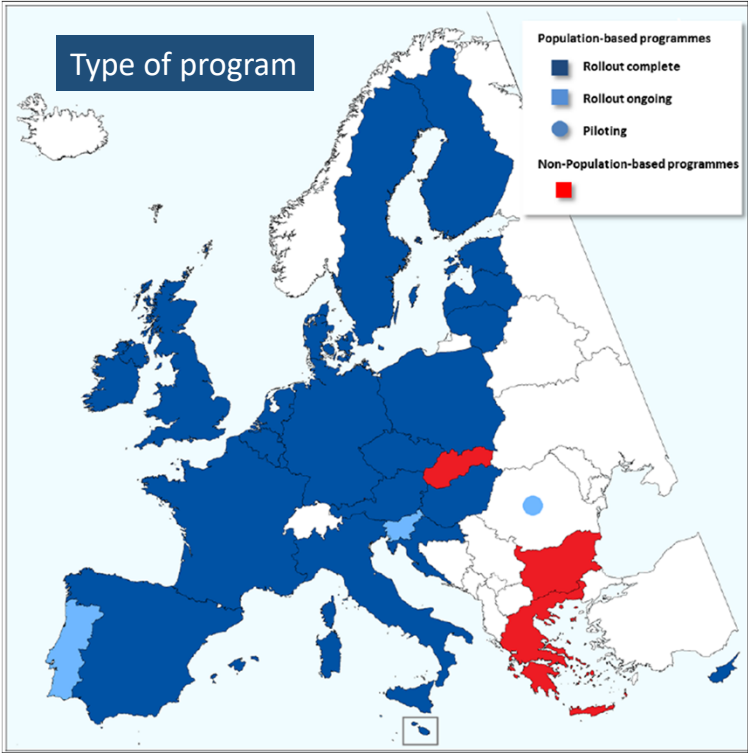 Type of program
Population-based programmes
Rollout complete
Rollout ongoing
Piloting
Non-Population-based programmes